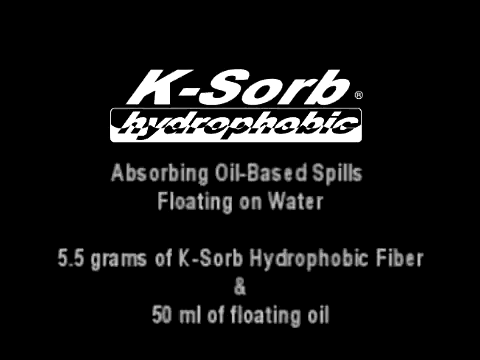 K-Sorb®
hydrophobic
Absorbing Oil-Based Spills
Floating on Water
5.5 grams of K-Sorb Hydrophobic Fiber
&
50 ml of floating oil